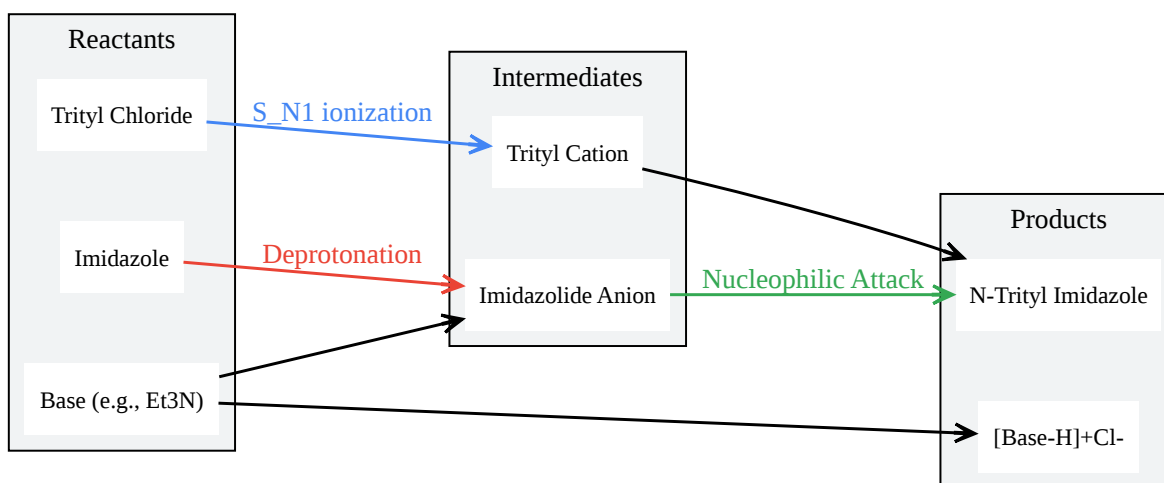 Reactants
Trityl Chloride
S_N1 ionization
Imidazole
Deprotonation
Base (e.g., Et3N)
Intermediates
Trityl Cation
Imidazolide Anion
Nucleophilic Attack
Products
N-Trityl Imidazole
[Base-H]+Cl-